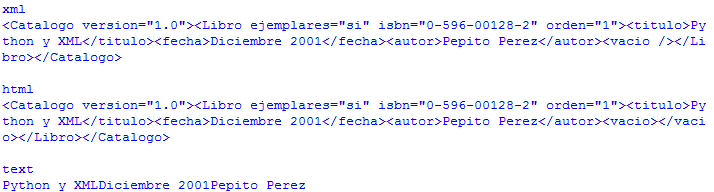 xml
<Catalogo version="1.0"><Libro ejemplares="si" isbn="0-596-00128-2" orden="1"><titulo>Py
thon y XML</titulo><fecha>Diciembre 2001</fecha><autor>Pepito Perez</autor><vacio /></Li
bro></Catalogo>

html
<Catalogo version="1.0"><Libro ejemplares="si" isbn="0-596-00128-2" orden="1"><titulo>Py
thon y XML</titulo><fecha>Diciembre 2001</fecha><autor>Pepito Perez</autor><vacio></vaci
o></Libro></Catalogo>

text
Python y XMLDiciembre 2001Pepito Perez